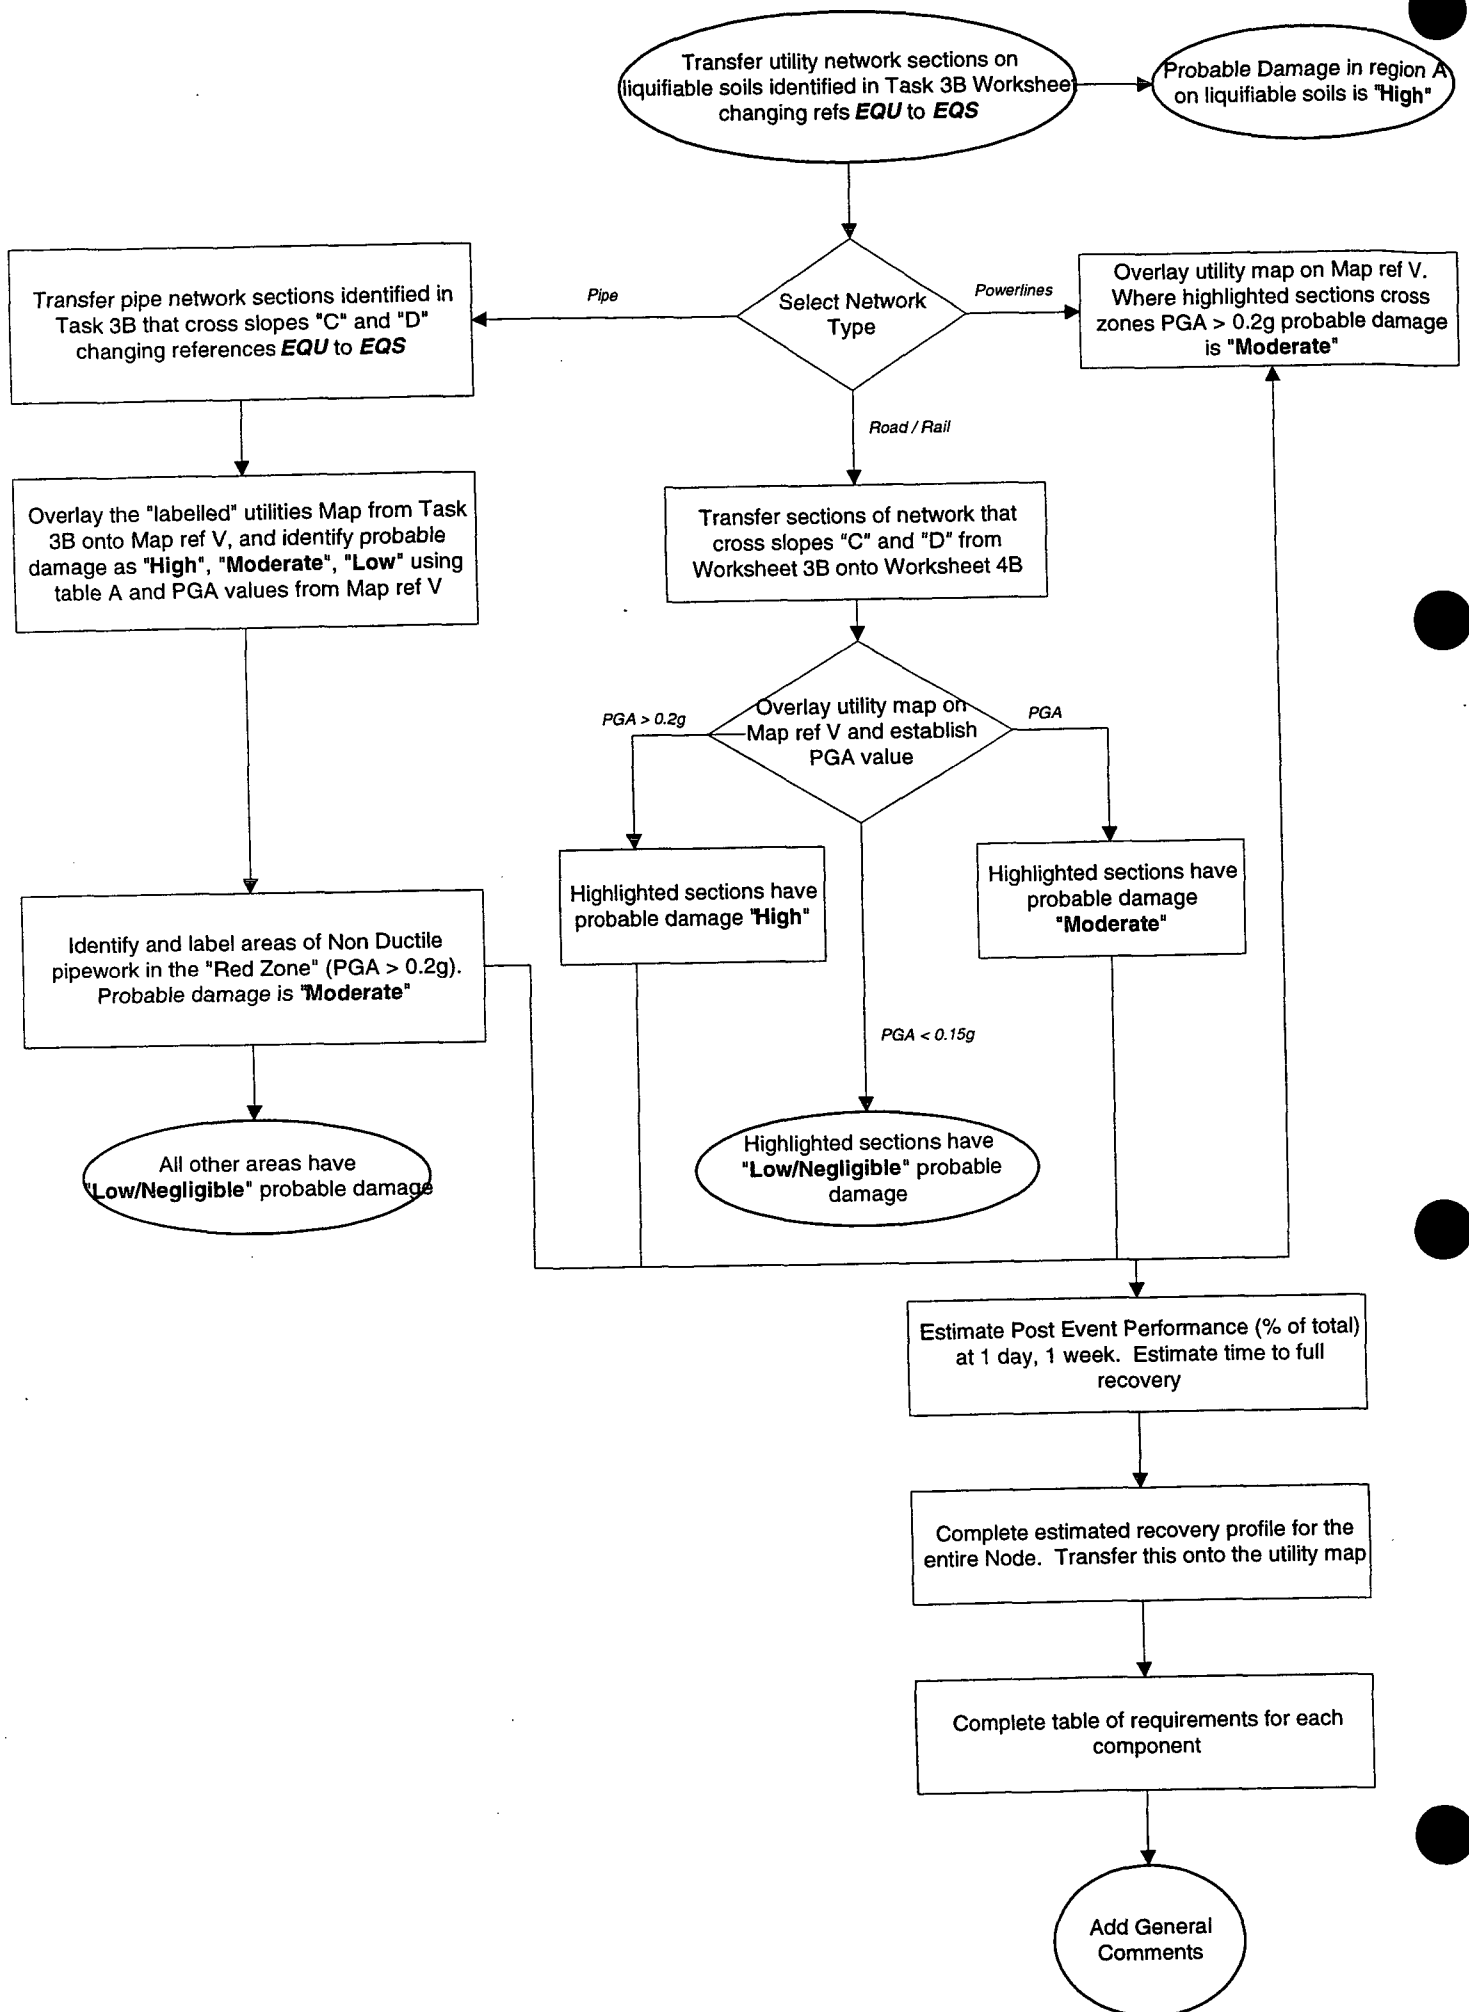 Transfer utility network sections on
liquifiable soils identified in Task 3B Worksheet
changing refs EQU to EQS
Probable Damage in region A
on liquifiable soils is "High"
Select Network
Type
Pipe
Powerlines
Road / Rail
Transfer pipe network sections identified in
Task 3B that cross slopes "C" and "D"
changing references EQU to EQS
Overlay utility map on Map ref V.
Where highlighted sections cross
zones PGA > 0.2g probable damage
is "Moderate"
Overlay the "labelled" utilities Map from Task
3B onto Map ref V, and identify probable
damage as "High", "Moderate", "Low" using
table A and PGA values from Map ref V
Transfer sections of network that
cross slopes "C" and "D" from
Worksheet 3B onto Worksheet 4B
Overlay utility map on
Map ref V and establish
PGA value
PGA > 0.2g
PGA
Highlighted sections have
probable damage "High"
Highlighted sections have
probable damage
"Moderate"
Identify and label areas of Non Ductile
pipework in the "Red Zone" (PGA > 0.2g).
Probable damage is "Moderate"
PGA < 0.15g
All other areas have
"Low/Negligible" probable damage
Highlighted sections have
"Low/Negligible" probable
damage
Estimate Post Event Performance (% of total)
at 1 day, 1 week. Estimate time to full
recovery
Complete estimated recovery profile for the
entire Node. Transfer this onto the utility map
Complete table of requirements for each
component
Add General
Comments